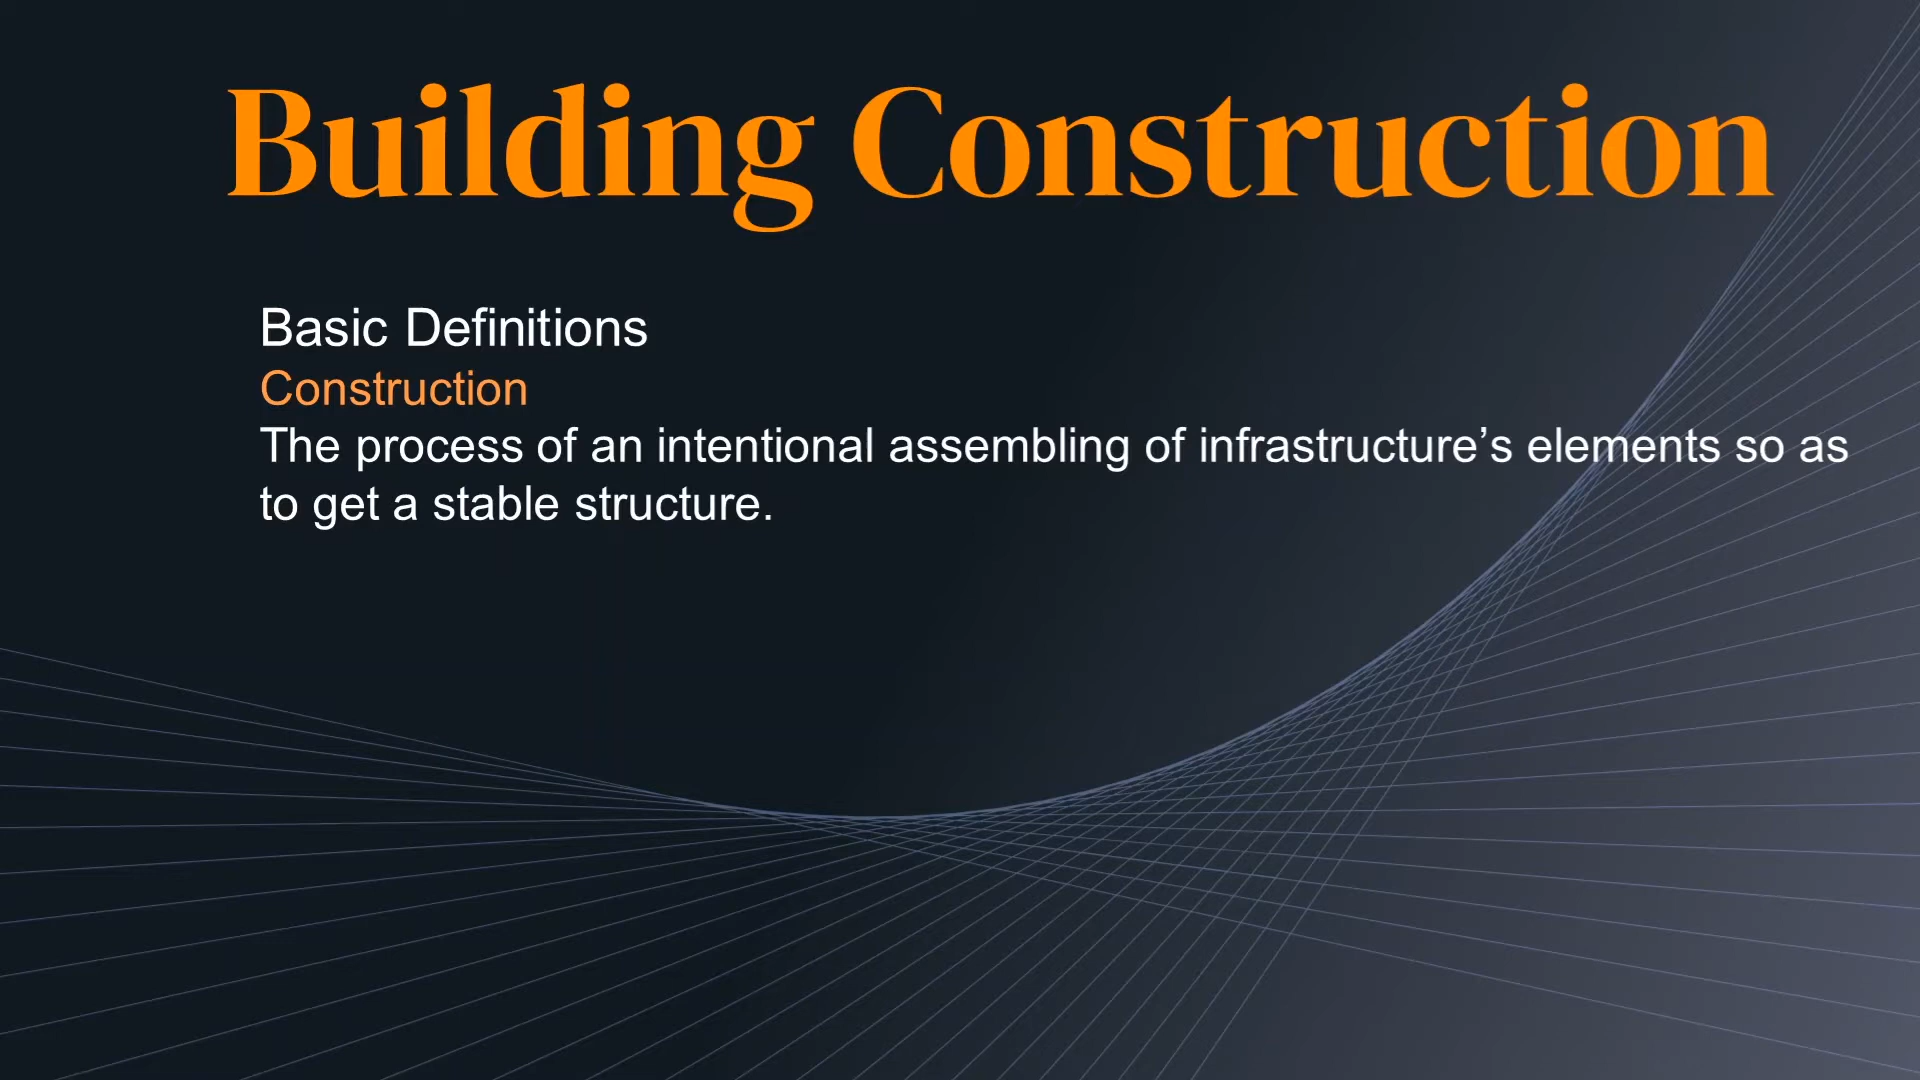 Building Construction
Basic Definitions
Construction
The process of an intentional assembling of infrastructure’s elements so as
to get a stable structure.